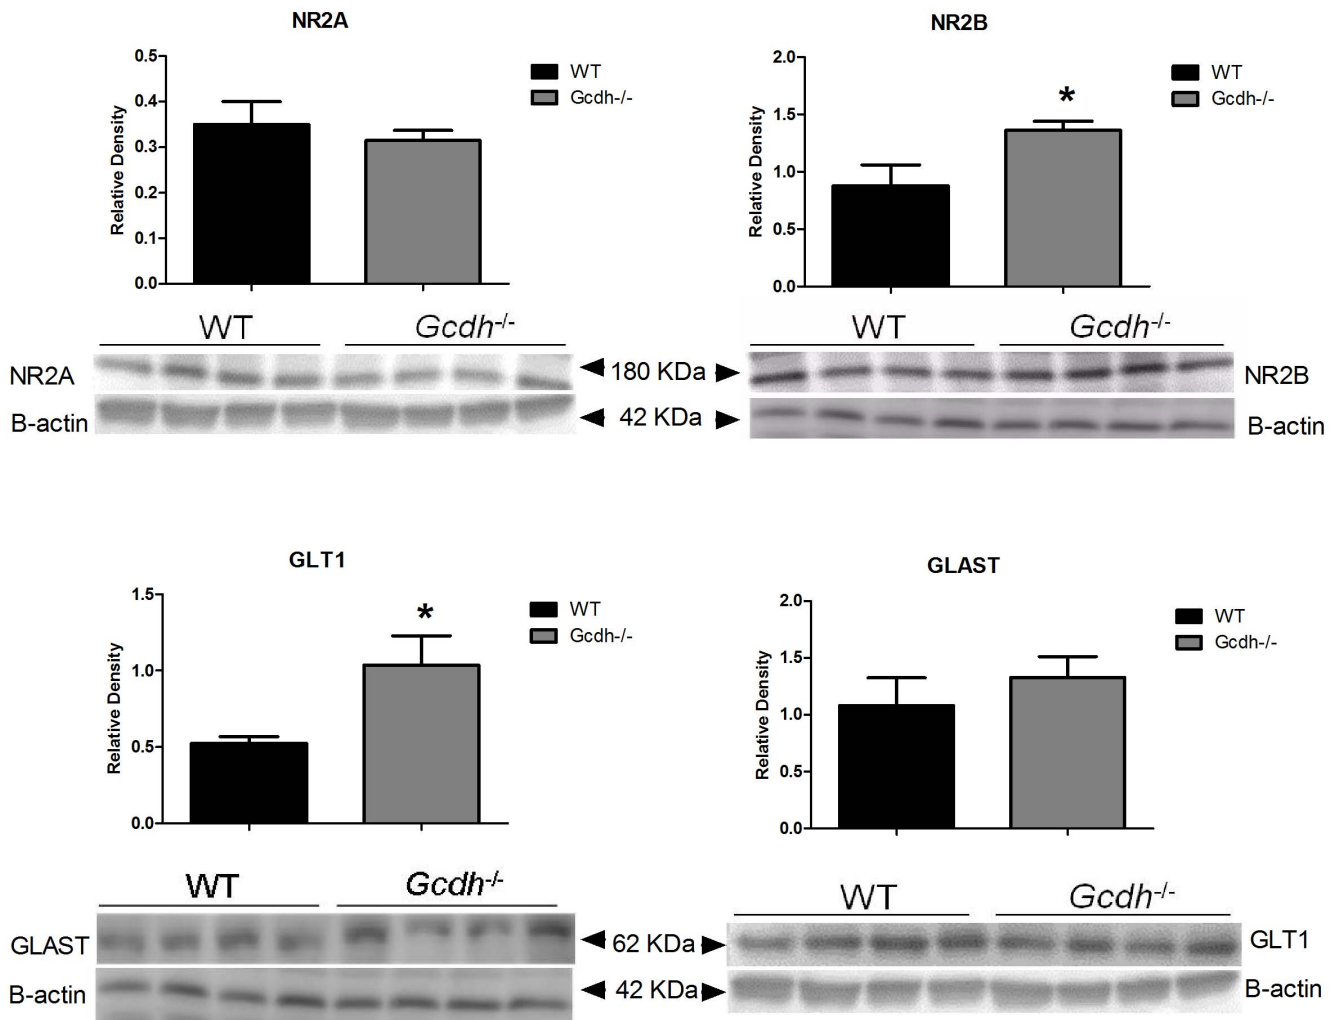 NR2A
0.5
0.4
0.3
0.2
0.1
0.0
Relative Density
WT
Gcdh-/-
WT
Gcdh-/-
NR2A
B-actin
180 KDa
42 KDa
NR2B
2.0
1.5
1.0
0.5
0.0
Relative Density
*
WT
Gcdh-/-
WT
Gcdh-/-
NR2B
B-actin
GLT1
1.5
1.0
0.5
0.0
Relative Density
*
WT
Gcdh-/-
WT
Gcdh-/-
GLAST
B-actin
62 KDa
42 KDa
GLAST
2.0
1.5
1.0
0.5
0.0
Relative Density
WT
Gcdh-/-
WT
Gcdh-/-
GLT1
B-actin